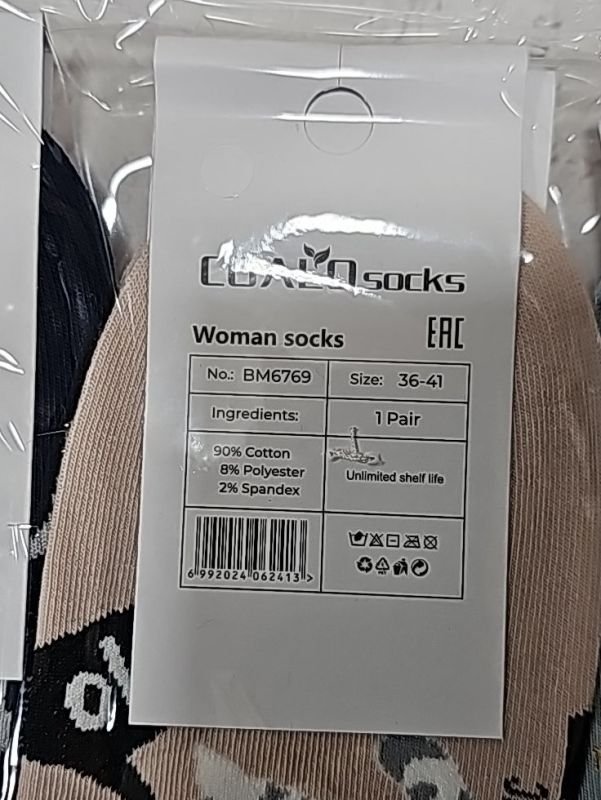 socks
Woman socks
EAC
No.: BM6769
Size: 36-41
Ingredients:
1 Pair
90% Cotton
8% Polyester
2% Spandex
Unlimited shelf life
6 992024 062413 >